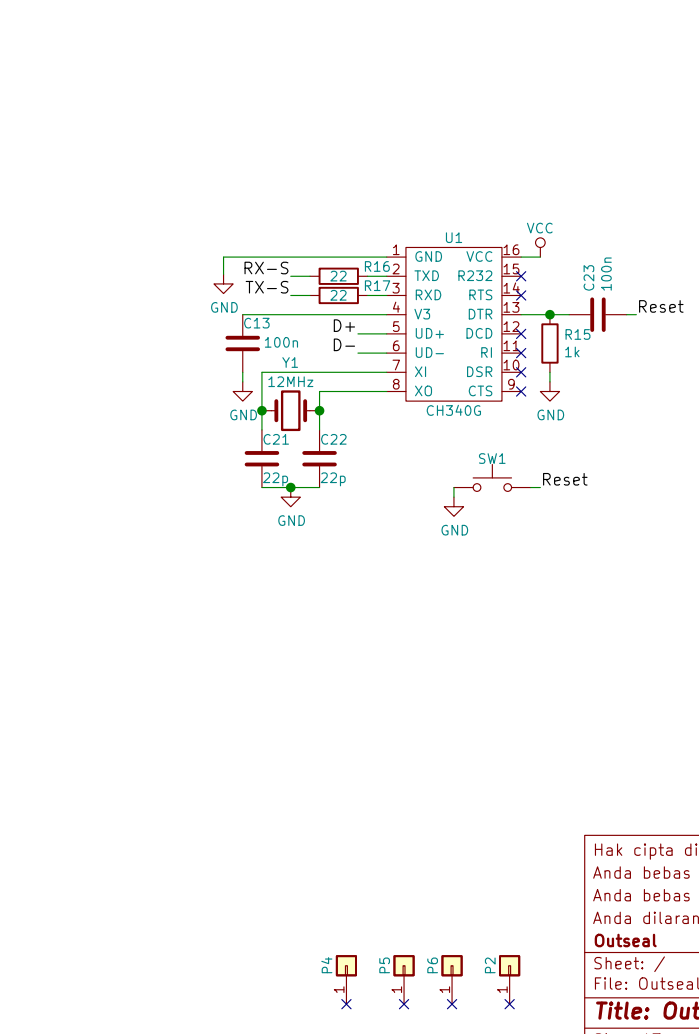 VCC
U1
1 GND VCC 16
RX-S 22 R16 2 TXD R232 15
TX-S 22 R17 3 RXD RTS 14
GND
4 V3 DTR 13
C23 100n
Reset
C13
100n
D+ 5 UD+ DCD 12
D- 6 UD- RI 11
R15
1k
Y1
12MHz
7 XI DSR 10
8 XO CTS 9
GND
GND
CH340G
C21 C22
22p 22p
GND
SW1
Reset
GND
Hak cipta di
Anda bebas
Anda bebas
Anda dilaran
Outseal
Sheet: /
File: Outseal
Title: Out
P4 P5 P6 P2
1 1 1 1